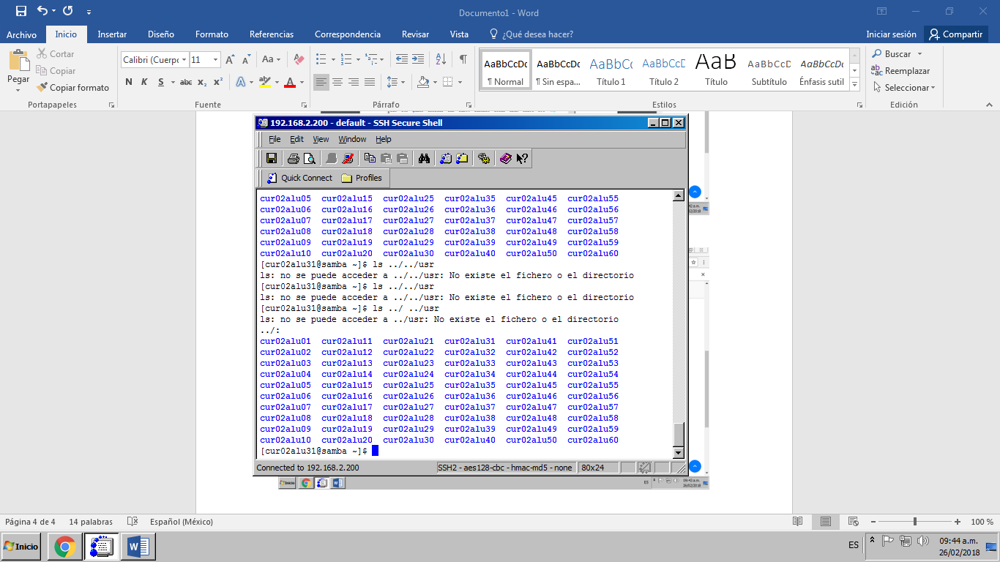 Documento1 - Word
Archivo Inicio Insertar Diseño Formato Referencias Correspondencia Revisar Vista ¿Qué desea hacer? Iniciar sesión Compartir
Pegar
Cortar
Copiar
Copiar formato
Portapapeles
Calibri (Cuerpo 11
N K S abc x₂ x²
Fuente
Párrafo
AaBbCcDc AaBbCcDc AaBbCc AaBbCcD AaB AaBbCcD AaBbCcDc
¶ Normal ¶ Sin espa... Título 1 Título 2 Título Subtítulo Énfasis sutil
Estilos
Buscar
Reemplazar
Seleccionar
Edición
192.168.2.200 - default - SSH Secure Shell
File Edit View Window Help
Quick Connect Profiles
cur02alu05 cur02alu15 cur02alu25 cur02alu35 cur02alu45 cur02alu55
cur02alu06 cur02alu16 cur02alu26 cur02alu36 cur02alu46 cur02alu56
cur02alu07 cur02alu17 cur02alu27 cur02alu37 cur02alu47 cur02alu57
cur02alu08 cur02alu18 cur02alu28 cur02alu38 cur02alu48 cur02alu58
cur02alu09 cur02alu19 cur02alu29 cur02alu39 cur02alu49 cur02alu59
cur02alu10 cur02alu20 cur02alu30 cur02alu40 cur02alu50 cur02alu60
[cur02alu31@samba ~]$ ls ../../usr
ls: no se puede acceder a ../../usr: No existe el fichero o el directorio
[cur02alu31@samba ~]$ ls ../../usr
ls: no se puede acceder a ../../usr: No existe el fichero o el directorio
[cur02alu31@samba ~]$ ls ../ ../usr
ls: no se puede acceder a ../usr: No existe el fichero o el directorio
../:
cur02alu01 cur02alu11 cur02alu21 cur02alu31 cur02alu41 cur02alu51
cur02alu02 cur02alu12 cur02alu22 cur02alu32 cur02alu42 cur02alu52
cur02alu03 cur02alu13 cur02alu23 cur02alu33 cur02alu43 cur02alu53
cur02alu04 cur02alu14 cur02alu24 cur02alu34 cur02alu44 cur02alu54
cur02alu05 cur02alu15 cur02alu25 cur02alu35 cur02alu45 cur02alu55
cur02alu06 cur02alu16 cur02alu26 cur02alu36 cur02alu46 cur02alu56
cur02alu07 cur02alu17 cur02alu27 cur02alu37 cur02alu47 cur02alu57
cur02alu08 cur02alu18 cur02alu28 cur02alu38 cur02alu48 cur02alu58
cur02alu09 cur02alu19 cur02alu29 cur02alu39 cur02alu49 cur02alu59
cur02alu10 cur02alu20 cur02alu30 cur02alu40 cur02alu50 cur02alu60
[cur02alu31@samba ~]$
Connected to 192.168.2.200 SSH2 - aes128-cbc - hmac-md5 - none 80x24
Página 4 de 4 14 palabras Español (México) 100 %
Inicio ES 09:44 a.m.
26/02/2018